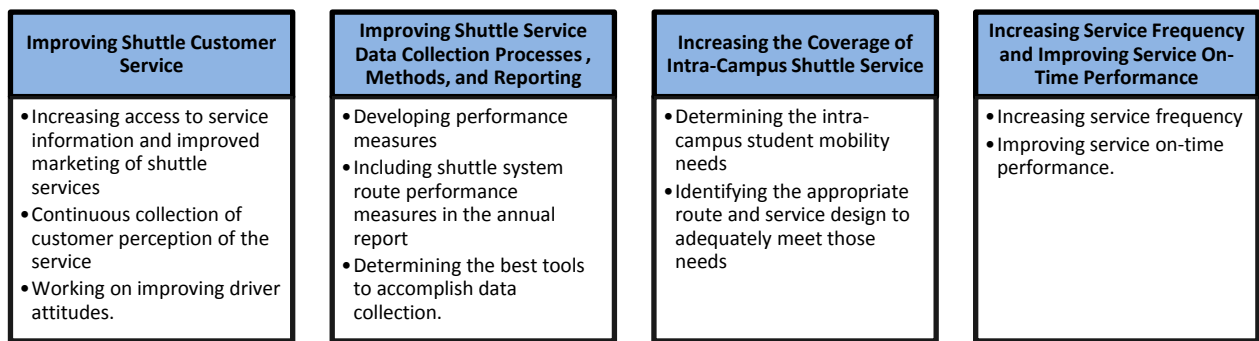 Improving Shuttle Customer
Service
•Increasing access to service
information and improved
marketing of shuttle
services
•Continuous collection of
customer perception of the
service
•Working on improving driver
attitudes.
Improving Shuttle Service
Data Collection Processes ,
Methods, and Reporting
•Developing performance
measures
•Including shuttle system
route performance
measures in the annual
report
•Determining the best tools
to accomplish data
collection.
Increasing the Coverage of
Intra-Campus Shuttle Service
•Determining the intra-
campus student mobility
needs
•Identifying the appropriate
route and service design to
adequately meet those
needs
Increasing Service Frequency
and Improving Service On-
Time Performance
•Increasing service frequency
•Improving service on-time
performance.